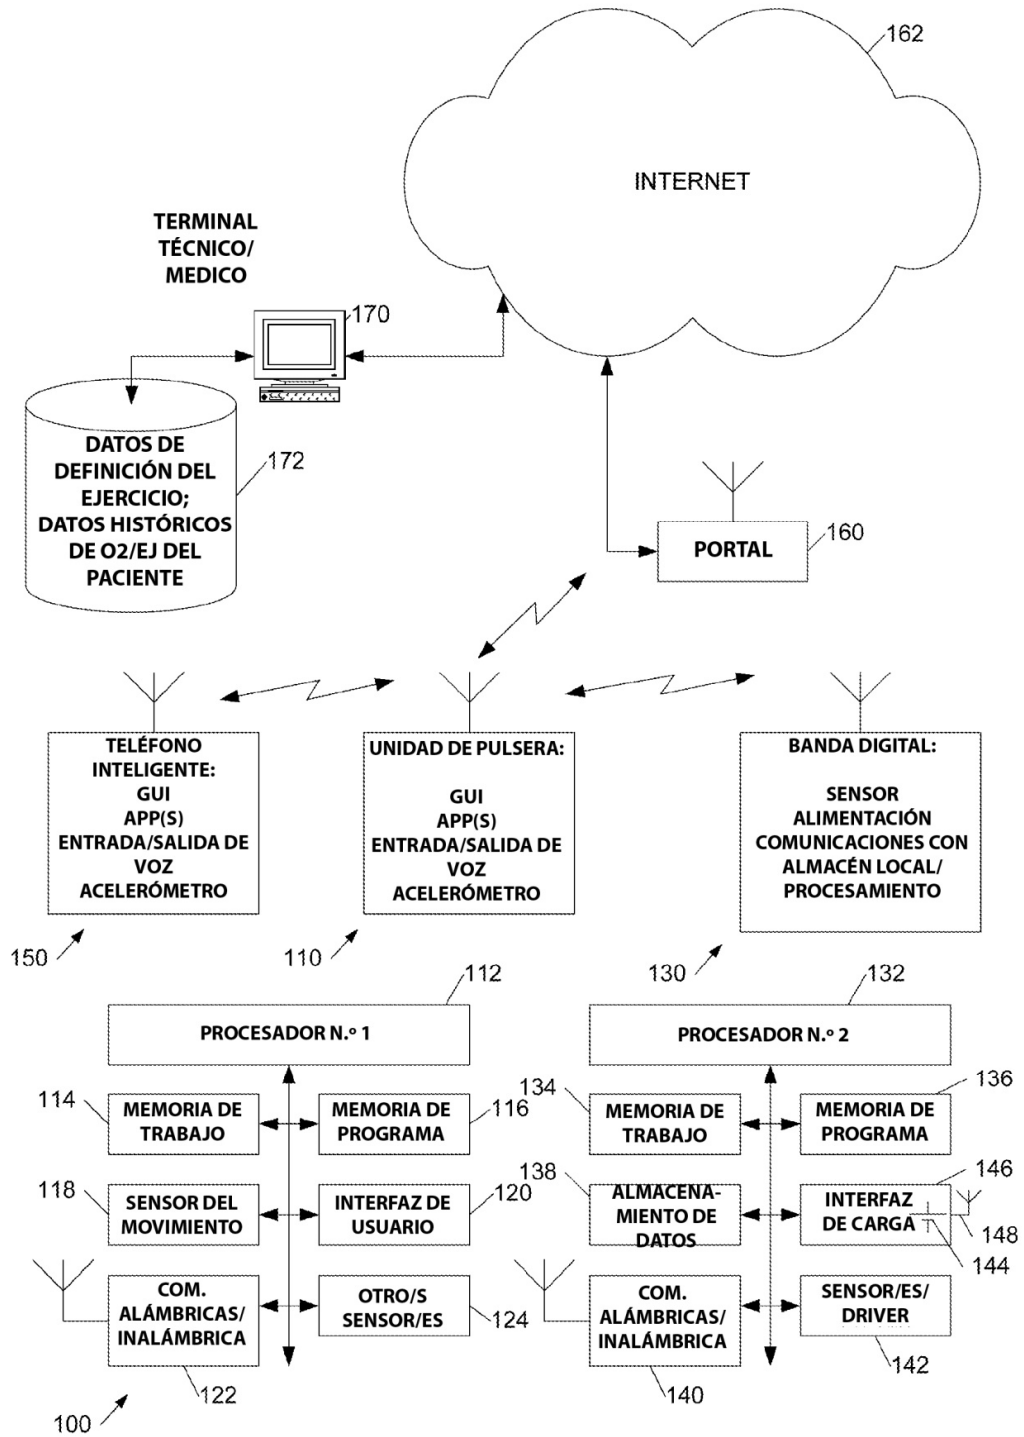 162
INTERNET
TERMINAL
TÉCNICO/
MEDICO
170
DATOS DE
DEFINICIÓN DEL
EJERCICIO;
DATOS HISTÓRICOS
DE O2/EJ DEL
PACIENTE
172
PORTAL
160
TELÉFONO
INTELIGENTE:
GUI
APP(S)
ENTRADA/SALIDA DE
VOZ
ACELERÓMETRO
150
UNIDAD DE PULSERA:
GUI
APP(S)
ENTRADA/SALIDA DE
VOZ
ACELERÓMETRO
110
BANDA DIGITAL:
SENSOR
ALIMENTACIÓN
COMUNICACIONES CON
ALMACÉN LOCAL/
PROCESAMIENTO
130
112
PROCESADOR N.º 1
114
MEMORIA DE
TRABAJO
MEMORIA DE
PROGRAMA
116
118
SENSOR DEL
MOVIMIENTO
INTERFAZ DE
USUARIO
120
COM.
ALÁMBRICAS/
INALÁMBRICA
122
OTRO/S
SENSOR/ES
124
100
132
PROCESADOR N.º 2
134
MEMORIA DE
TRABAJO
MEMORIA DE
PROGRAMA
136
138
ALMACENA-
MIENTO DE
DATOS
INTERFAZ
DE CARGA
146
148
144
COM.
ALÁMBRICAS/
INALÁMBRICA
140
SENSOR/ES/
DRIVER
142